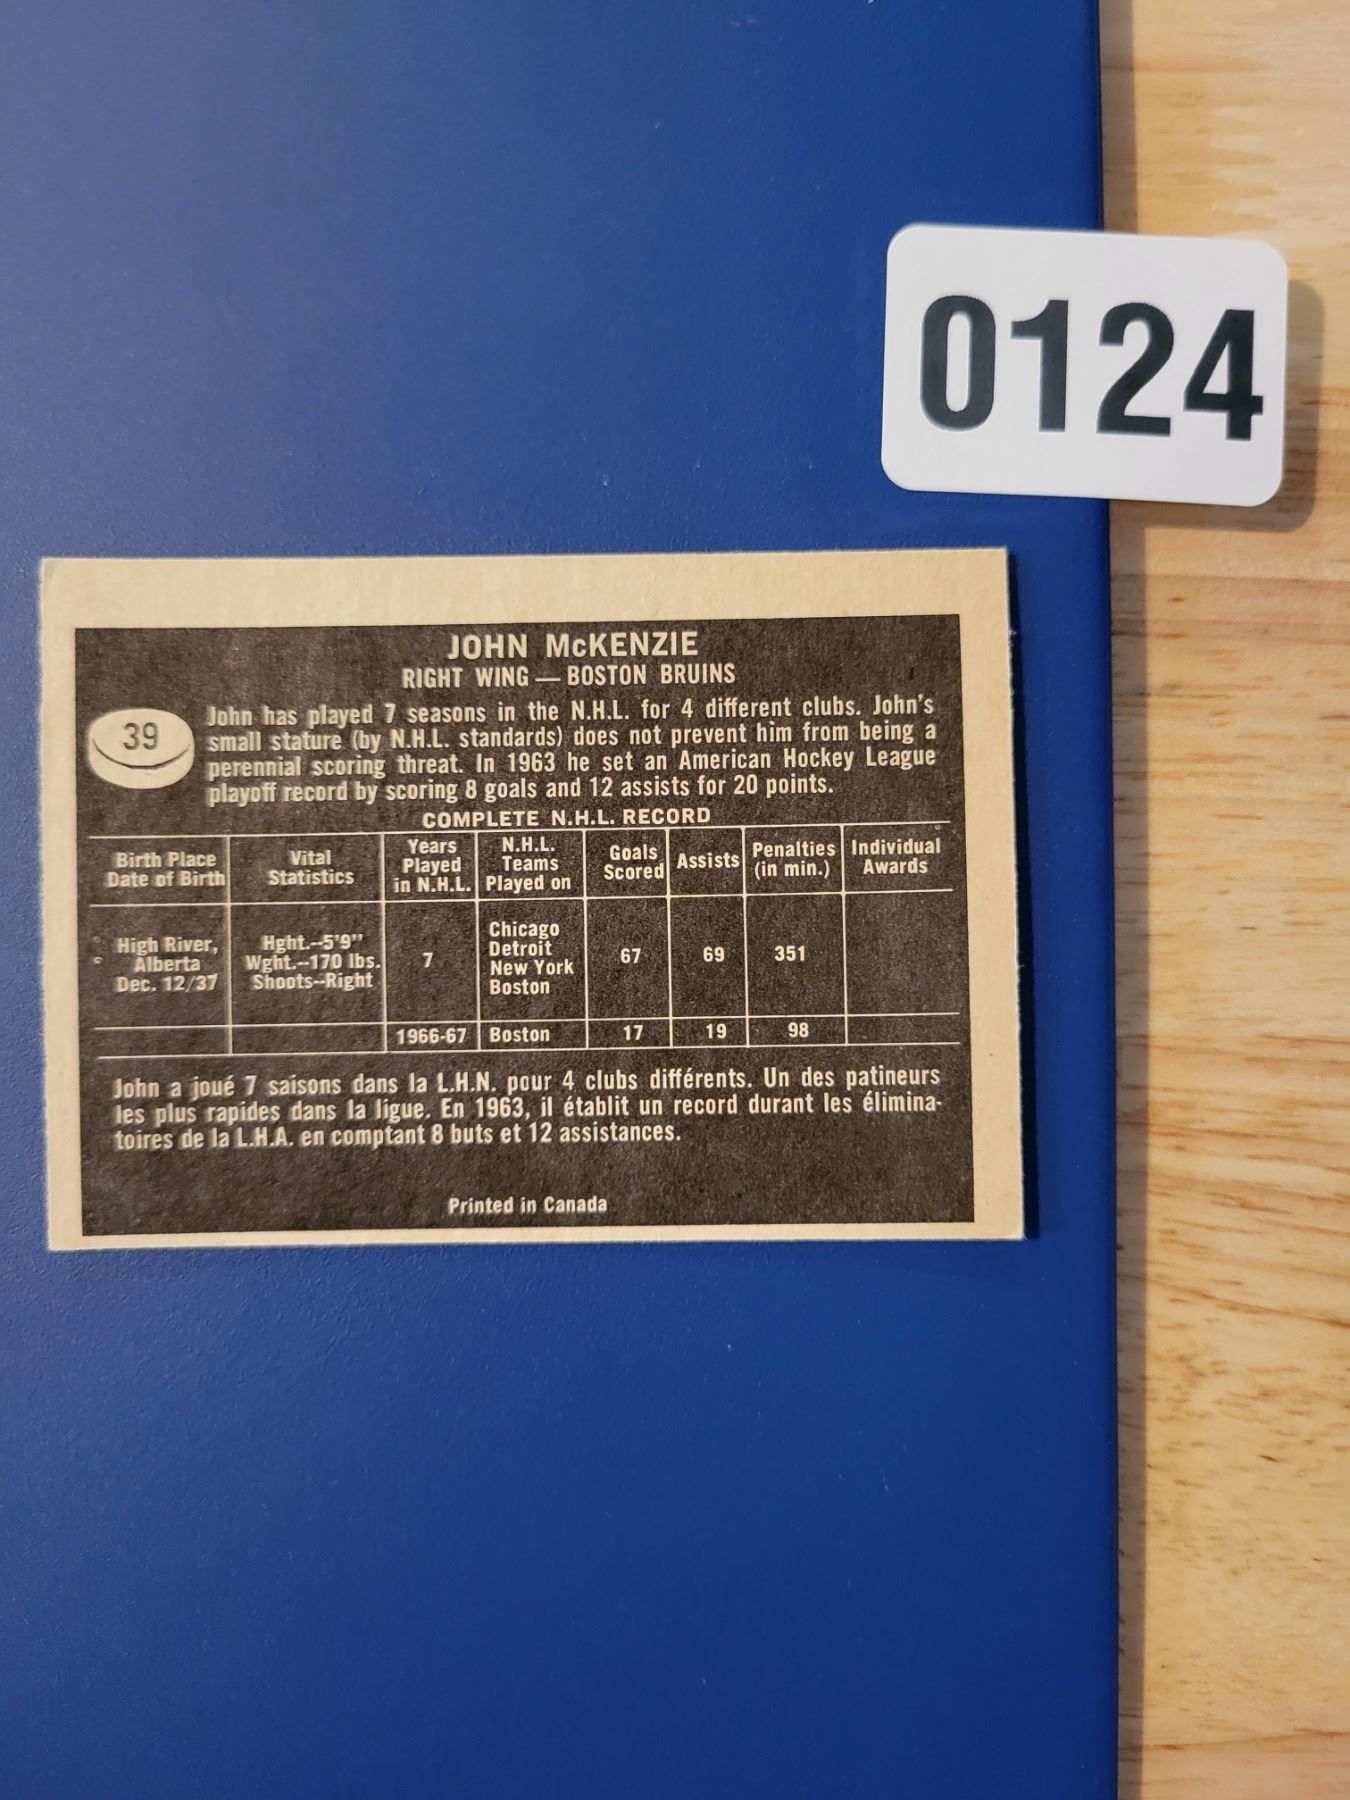 0124
JOHN McKENZIE
RIGHT WING — BOSTON BRUINS
39
John has played 7 seasons in the N.H.L. for 4 different clubs. John's
small stature (by N.H.L. standards) does not prevent him from being a
perennial scoring threat. In 1963 he set an American Hockey League
playoff record by scoring 8 goals and 12 assists for 20 points.
COMPLETE N.H.L. RECORD
Birth Place
Date of Birth
Vital
Statistics
Years
Played
in N.H.L.
N.H.L.
Teams
Played on
Goals
Scored
Assists
Penalties
(in min.)
Individual
Awards
High River,
Alberta
Dec. 12/37
Hght.--5'9"
Wght.--170 lbs.
Shoots--Right
7
Chicago
Detroit
New York
Boston
67
69
351
1966-67
Boston
17
19
98
John a joué 7 saisons dans la L.H.N. pour 4 clubs différents. Un des patineurs
les plus rapides dans la ligue. En 1963, il établit un record durant les élimina-
toires de la L.H.A. en comptant 8 buts et 12 assistances.
Printed in Canada